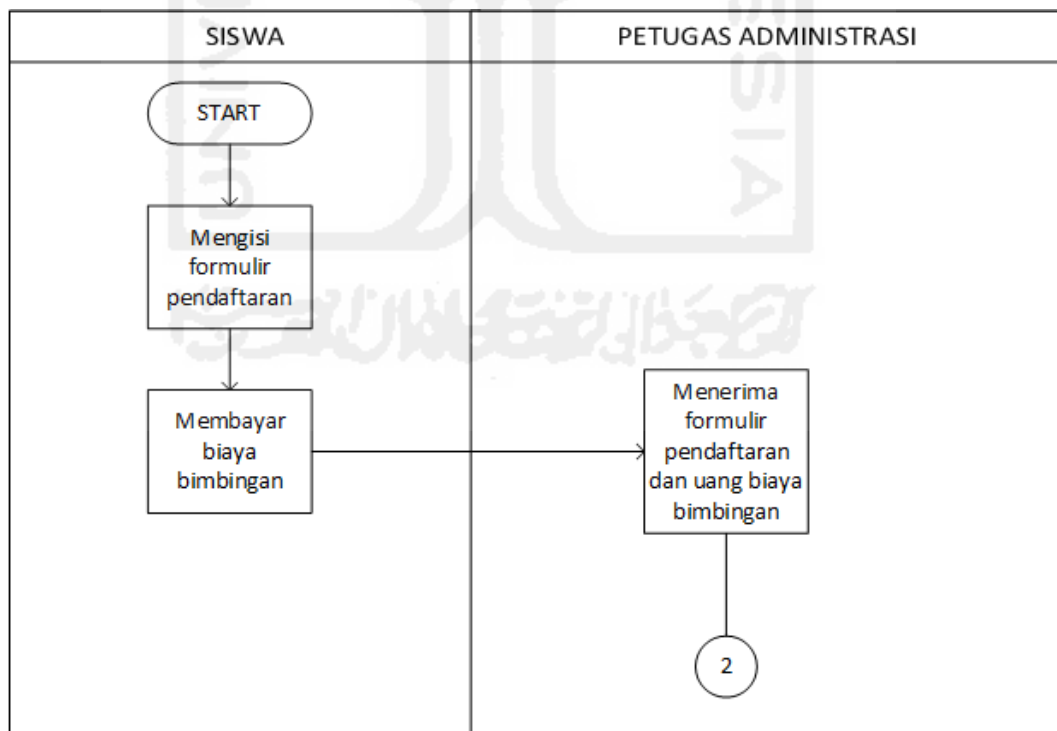 SISWA
PETUGAS ADMINISTRASI
START
Mengisi
formulir
pendaftaran
Membayar
biaya
bimbingan
Menerima
formulir
pendaftaran
dan uang biaya
bimbingan
2